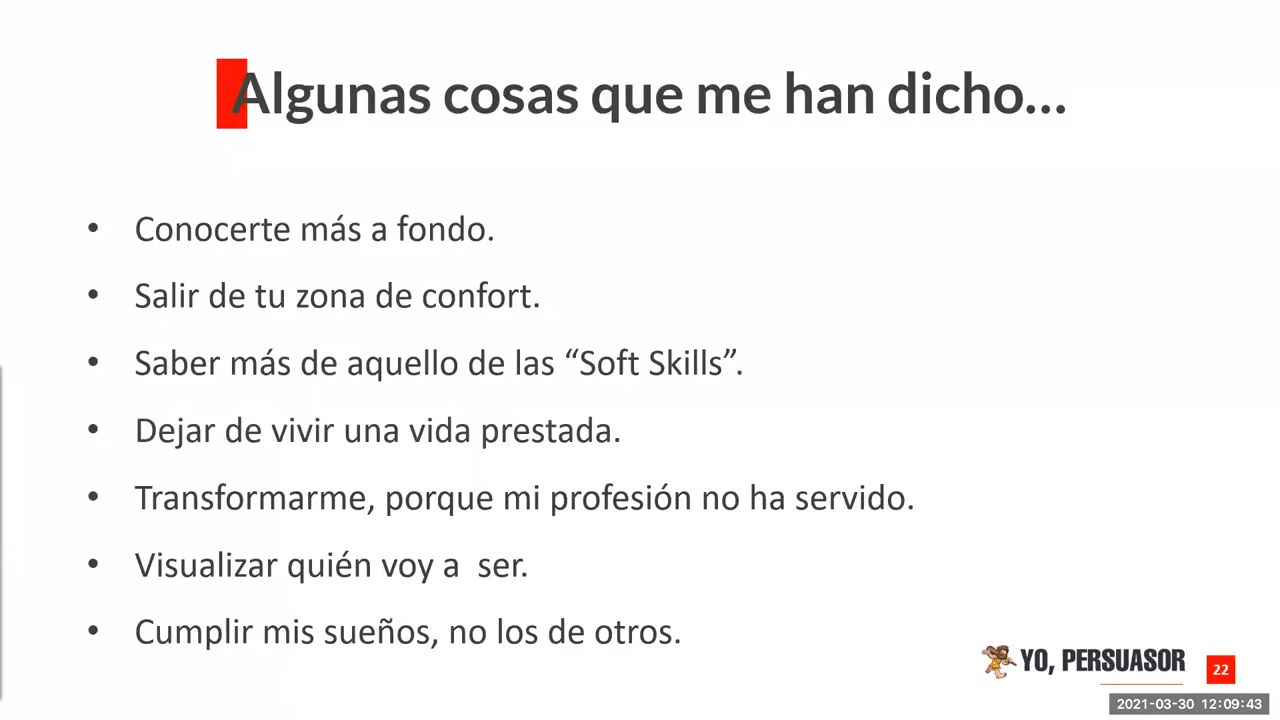 Algunas cosas que me han dicho...
• Conocerte más a fondo.
• Salir de tu zona de confort.
• Saber más de aquello de las “Soft Skills”.
• Dejar de vivir una vida prestada.
• Transformarme, porque mi profesión no ha servido.
• Visualizar quién voy a  ser.
• Cumplir mis sueños, no los de otros.
YO, PERSUASOR
22
2021-03-30 12:09:43